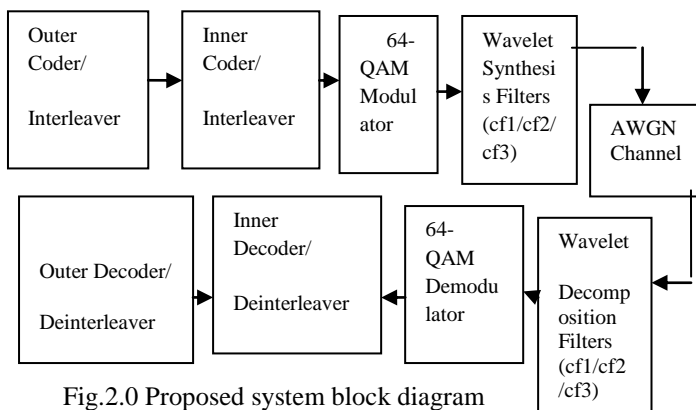 Outer
Coder/
Interleaver
Inner
Coder/
Interleaver
64-
QAM
Modul
ator
Wavelet
Synthesi
s Filters
(cf1/cf2/
cf3)
AWGN
Channel
Outer Decoder/
Deinterleaver
Inner
Decoder/
Deinterleaver
64-
QAM
Demodu
lator
Wavelet
Decomp
osition
Filters
(cf1/cf2
/cf3)
Fig.2.0 Proposed system block diagram